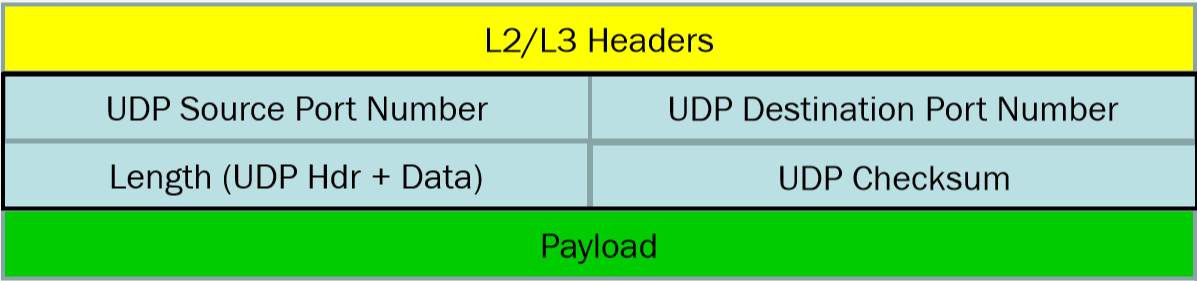 L2/L3 Headers
UDP Source Port Number
UDP Destination Port Number
Length (UDP Hdr + Data)
UDP Checksum
Payload